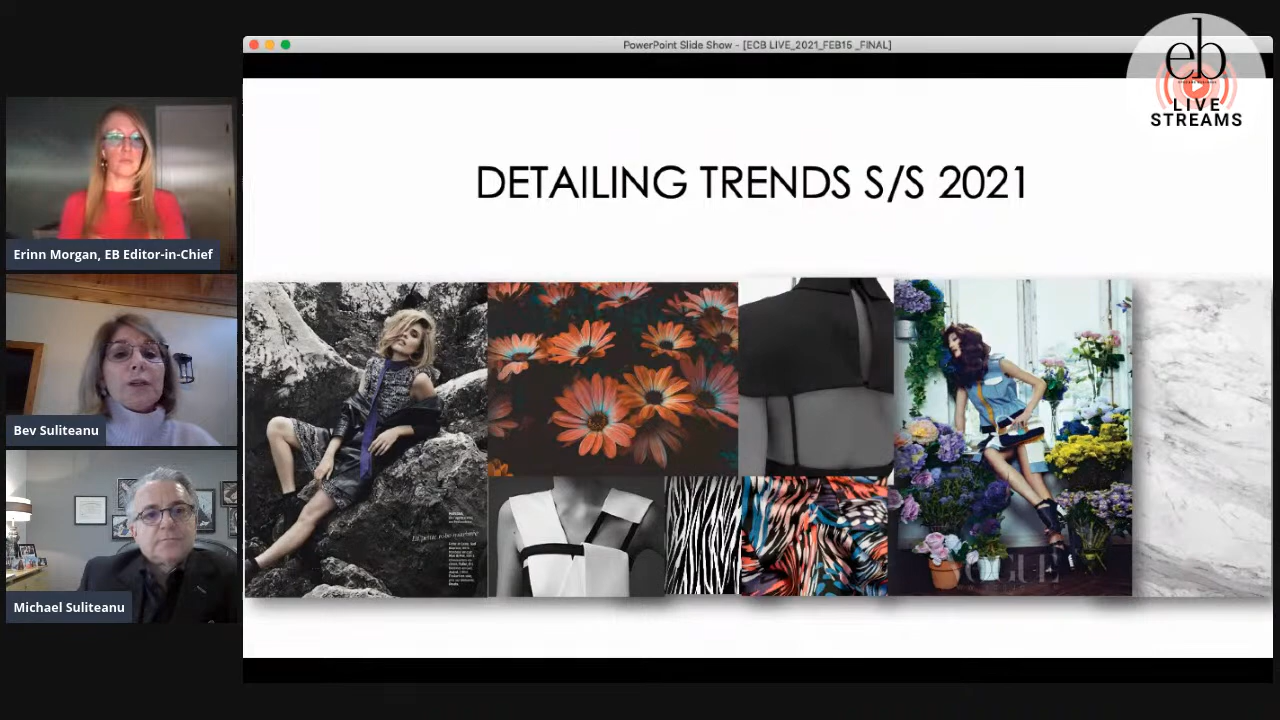 PowerPoint Slide Show - [ECB LIVE_2021_FEB15 _FINAL]
eb
LIVE
STREAMS
DETAILING TRENDS S/S 2021
Erinn Morgan, EB Editor-in-Chief
Bev Suliteanu
Michael Suliteanu
VOGUE